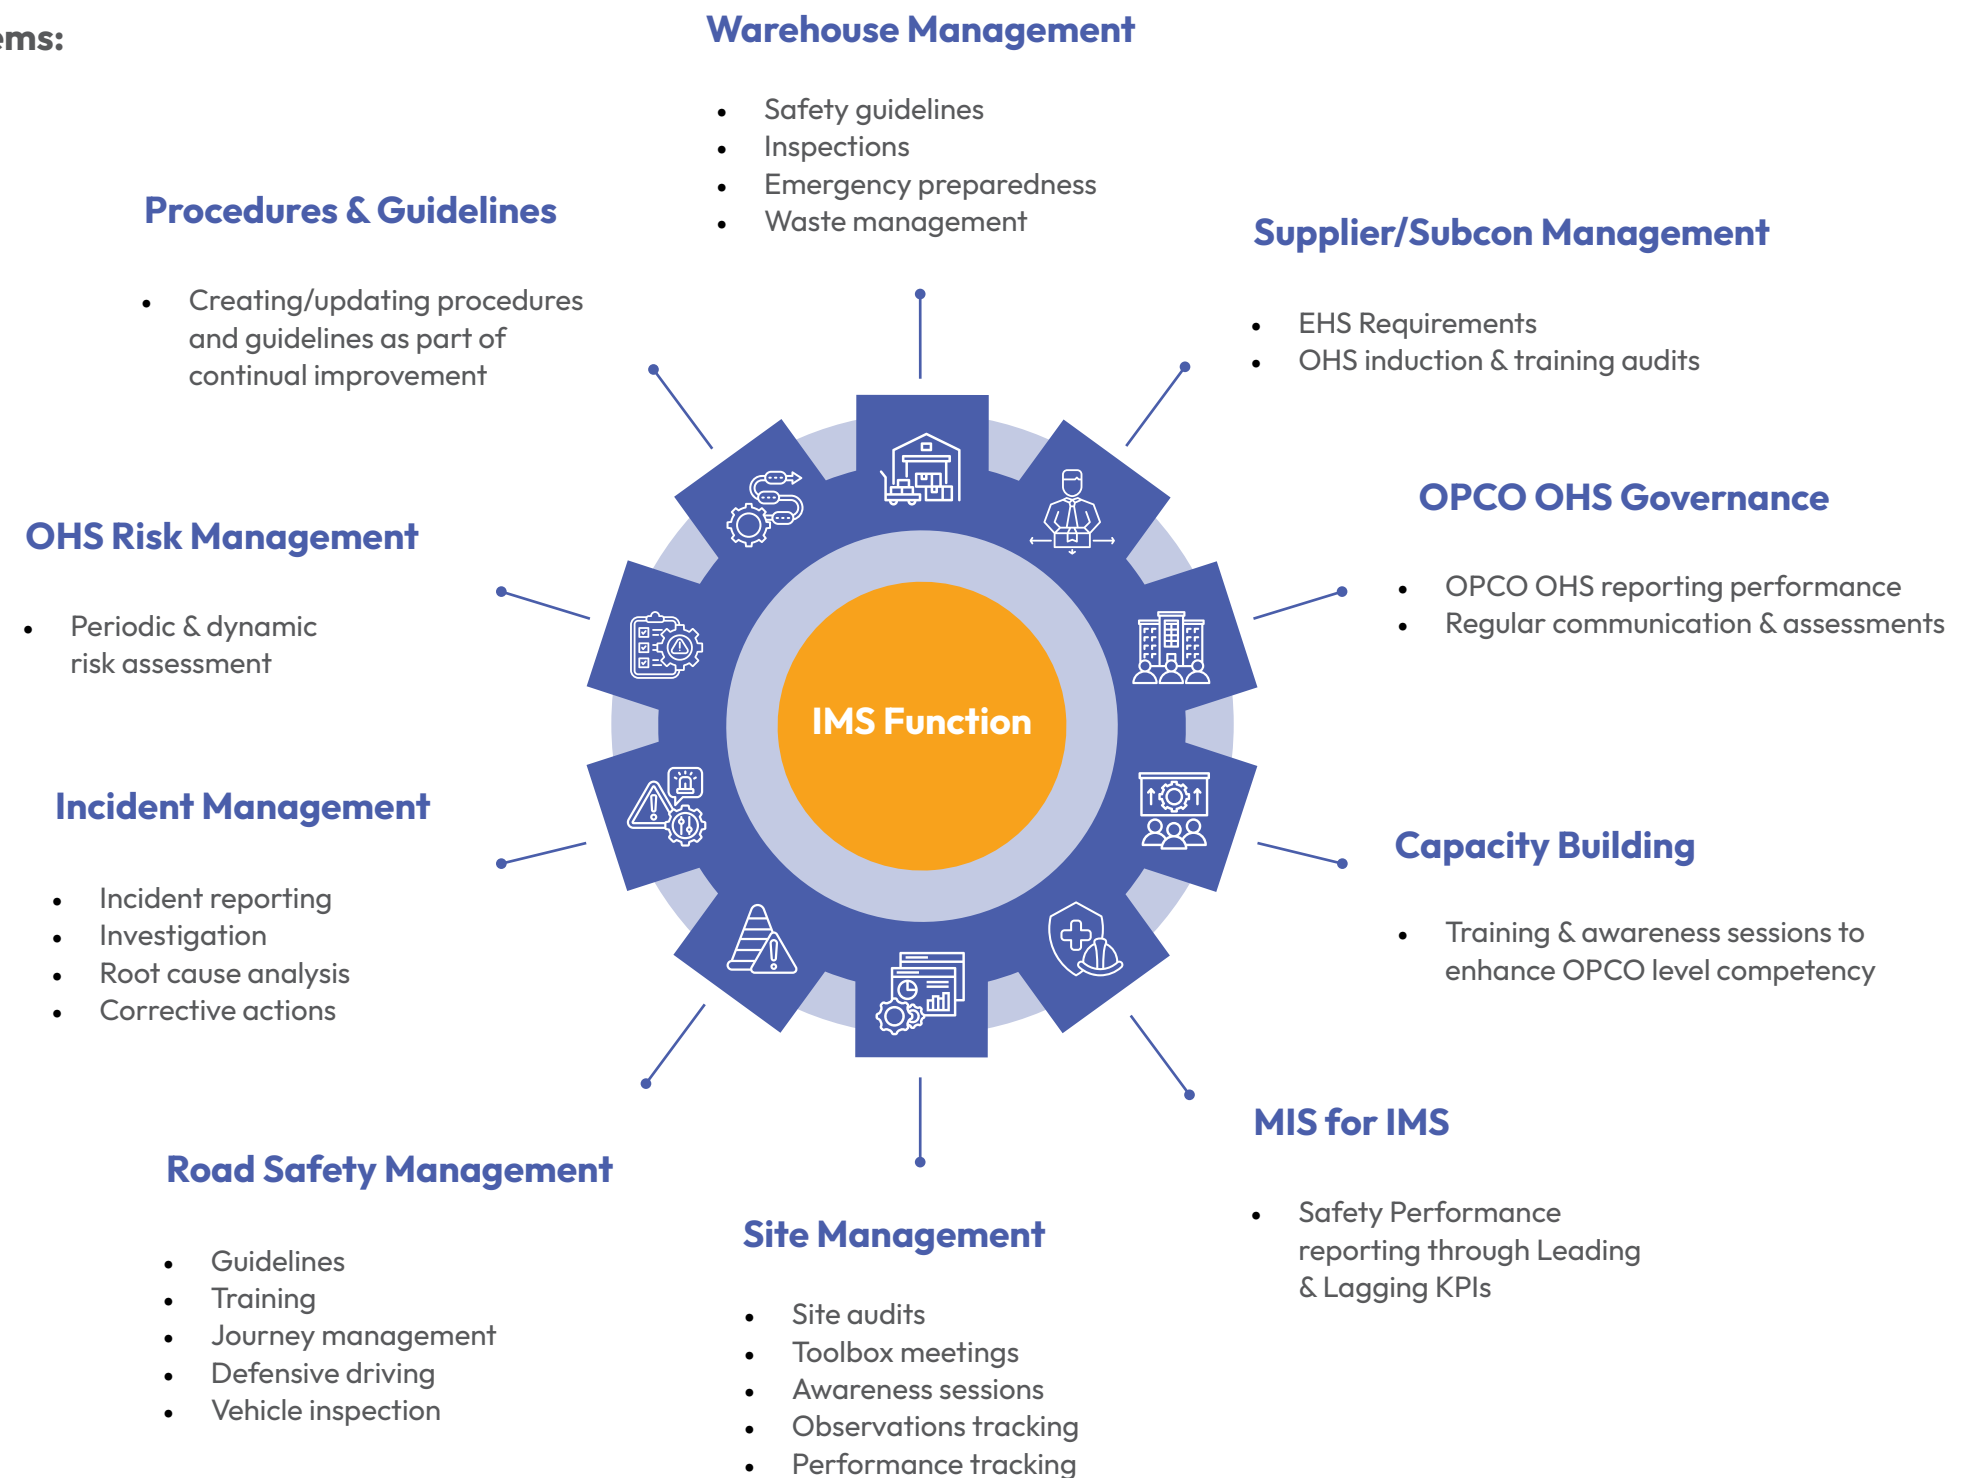 ems:
Warehouse Management
• Safety guidelines
• Inspections
• Emergency preparedness
• Waste management
Procedures & Guidelines
• Creating/updating procedures
and guidelines as part of
continual improvement
Supplier/Subcon Management
• EHS Requirements
• OHS induction & training audits
OPCO OHS Governance
• OPCO OHS reporting performance
• Regular communication & assessments
OHS Risk Management
• Periodic & dynamic
risk assessment
IMS Function
Incident Management
• Incident reporting
• Investigation
• Root cause analysis
• Corrective actions
Capacity Building
• Training & awareness sessions to
enhance OPCO level competency
MIS for IMS
• Safety Performance
reporting through Leading
& Lagging KPIs
Road Safety Management
• Guidelines
• Training
• Journey management
• Defensive driving
• Vehicle inspection
Site Management
• Site audits
• Toolbox meetings
• Awareness sessions
• Observations tracking
• Performance tracking